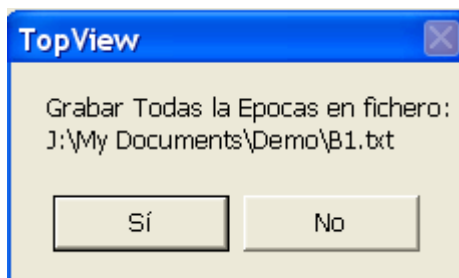 TopView
Grabar Todas la Epocas en fichero:
J:\My Documents\Demo\B1.txt
Sí
No